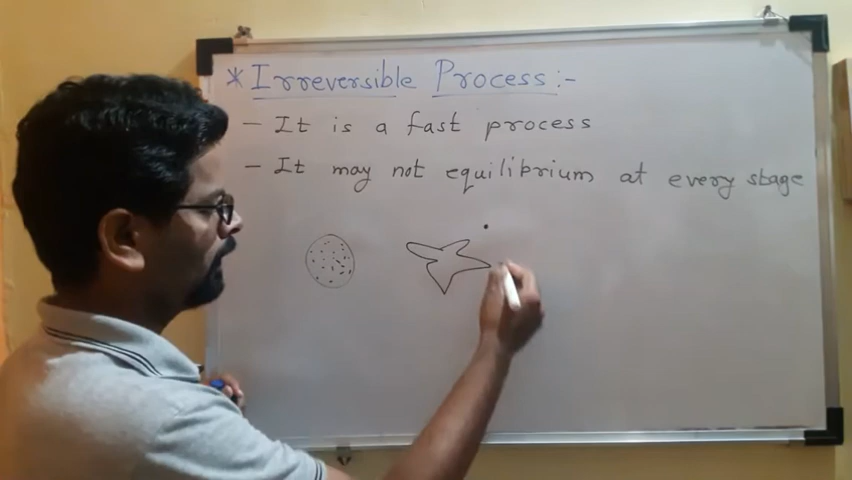 * Irreversible Process :-
- It is a fast process
- It may not equilibrium at every stage